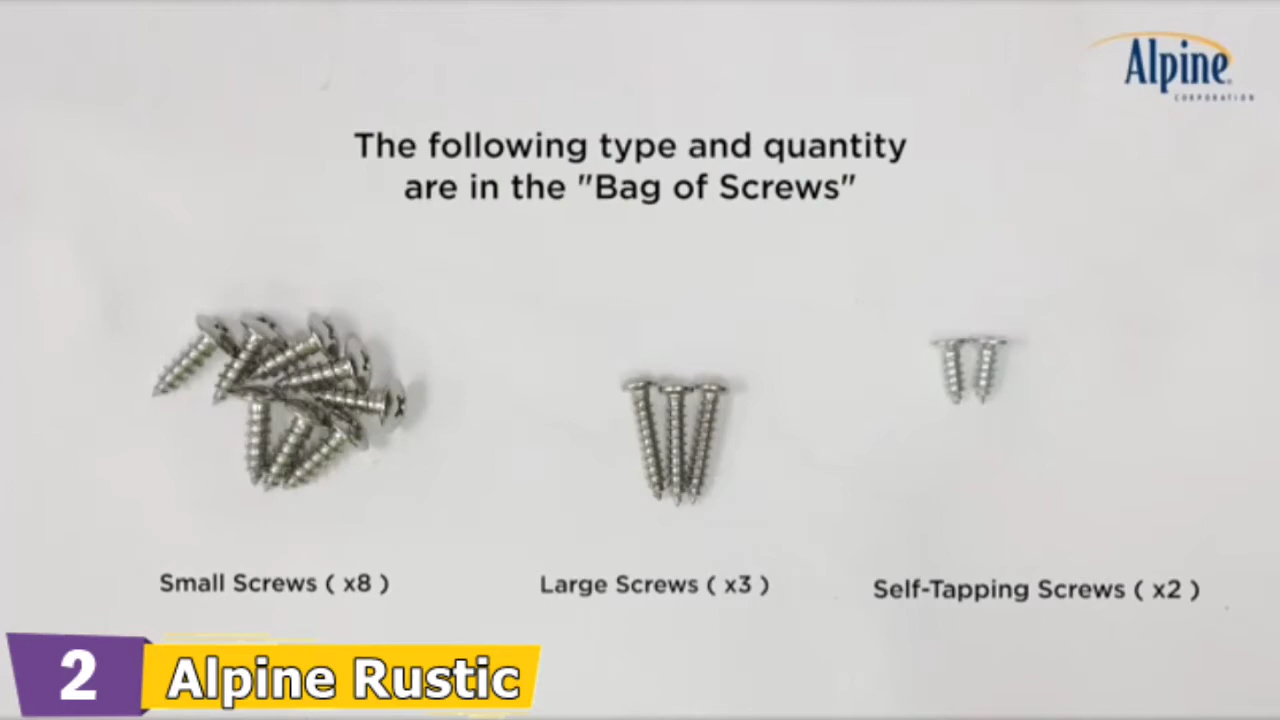 Alpine
CORPORATION
The following type and quantity
are in the "Bag of Screws"
Small Screws ( x8 )
Large Screws ( x3 )
Self-Tapping Screws ( x2 )
2
Alpine Rustic